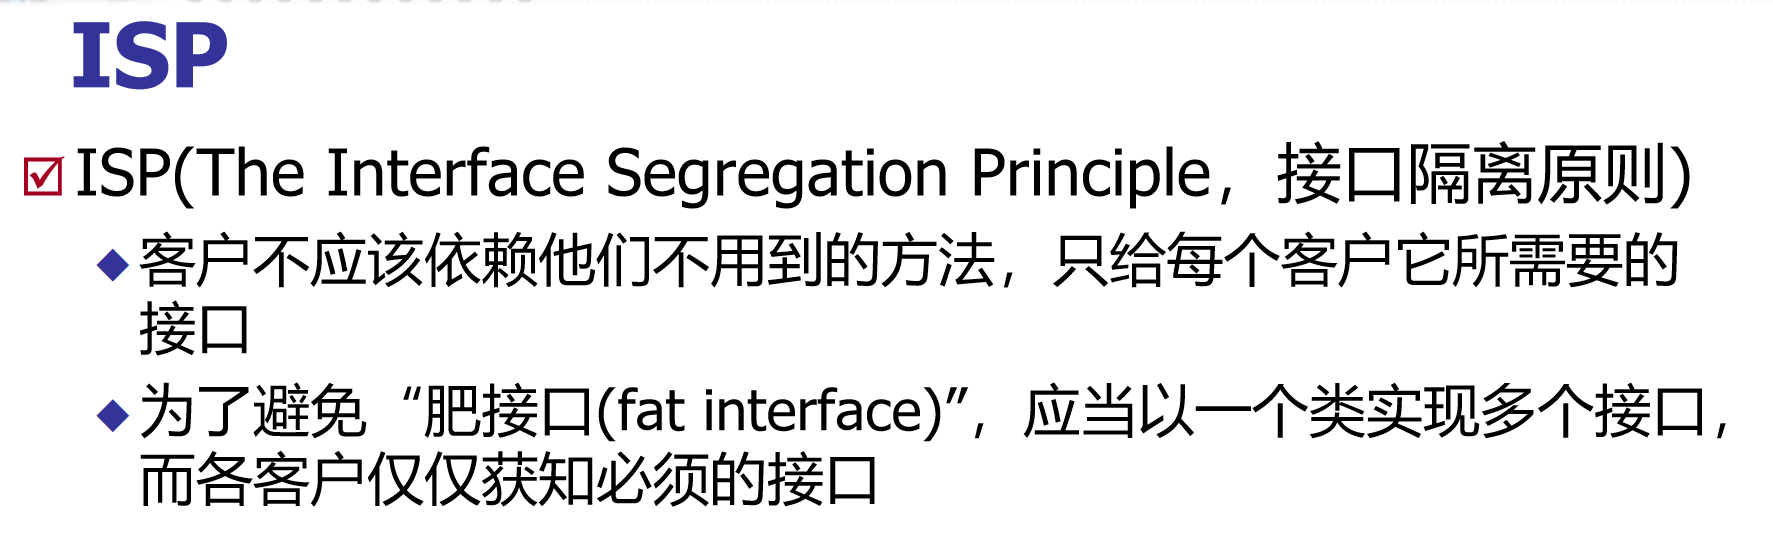 ISP
ISP(The Interface Segregation Principle，接口隔离原则)
客户不应该依赖他们不用到的方法，只给每个客户它所需要的
接口
为了避免“肥接口(fat interface)”，应当以一个类实现多个接口，
而各客户仅仅获知必须的接口